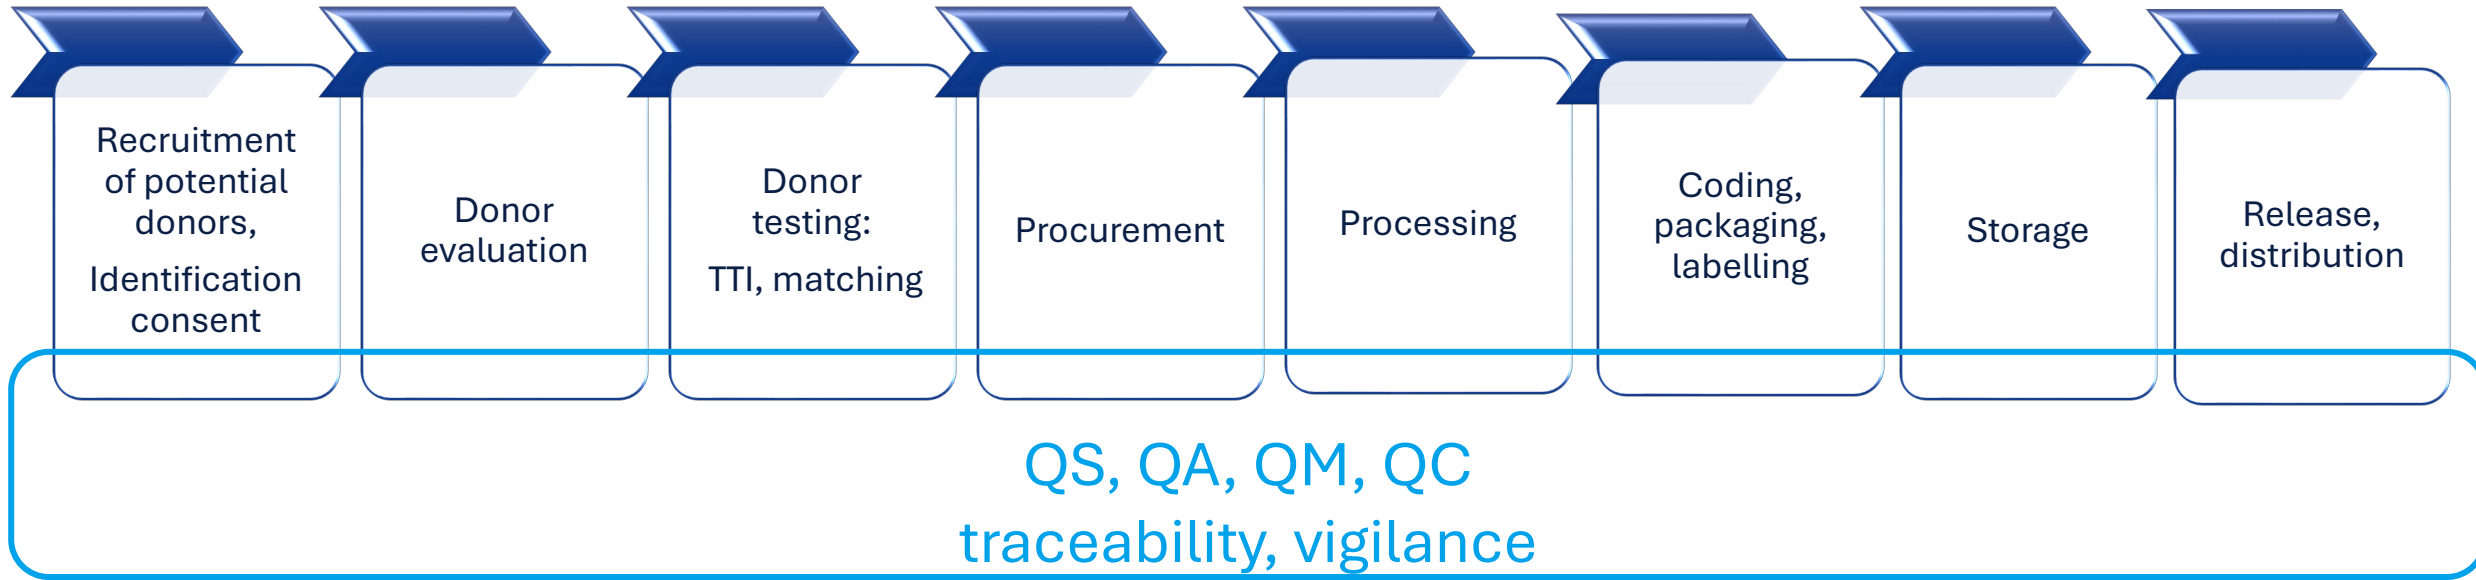 Recruitment
of potential
donors,
Identification
consent
Donor
evaluation
Donor
testing:
TTI, matching
Procurement
Processing
Coding,
packaging,
labelling
Storage
Release,
distribution
QS, QA, QM, QC
traceability, vigilance